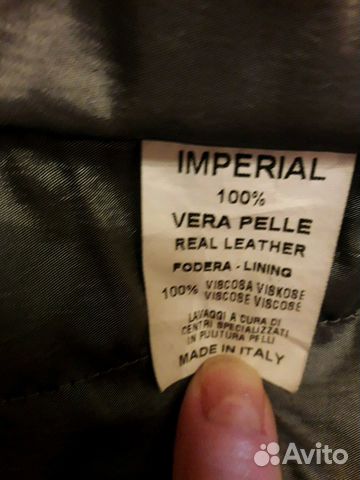 IMPERIAL
100%
VERA PELLE
REAL LEATHER
FODERA - LINING
100% VISCOSA VISKOSE
VISCOSE VISCOSE
LAVAGGI A CURA DI
CENTRI SPECIALIZZATI
IN PULITURA PELLI
MADE IN ITALY
Avito